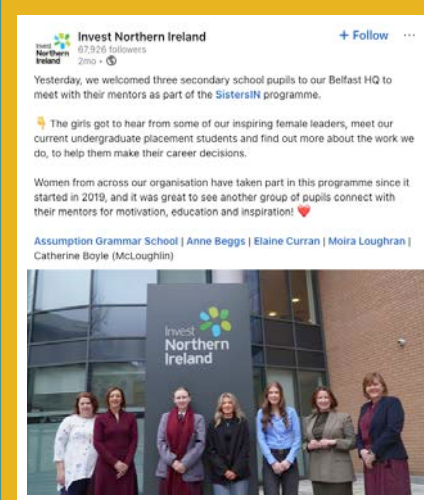 Invest Northern Ireland
+ Follow ...
Invest
Northern
Ireland
67,926 followers
2mo •
Yesterday, we welcomed three secondary school pupils to our Belfast HQ to
meet with their mentors as part of the SistersIN programme.
The girls got to hear from some of our inspiring female leaders, meet our
current undergraduate placement students and find out more about the work we
do, to help them make their career decisions.
Women from across our organisation have taken part in this programme since it
started in 2019, and it was great to see another group of pupils connect with
their mentors for motivation, education and inspiration!
Assumption Grammar School | Anne Beggs | Elaine Curran | Moira Loughran |
Catherine Boyle (McLoughlin)
Invest
Northern
Ireland